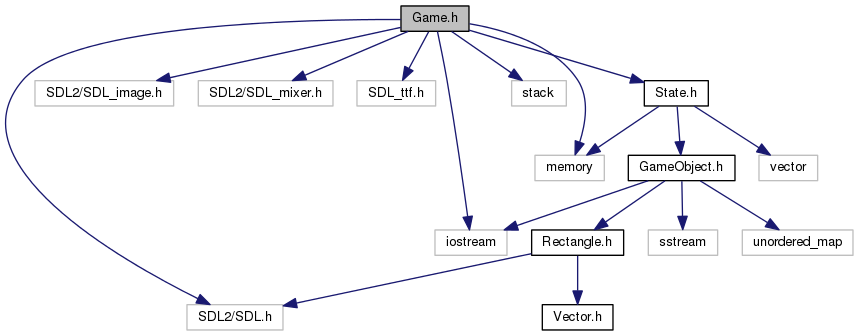 Game.h
SDL2/SDL_image.h
SDL2/SDL_mixer.h
SDL_ttf.h
stack
State.h
memory
GameObject.h
vector
iostream
Rectangle.h
sstream
unordered_map
SDL2/SDL.h
Vector.h